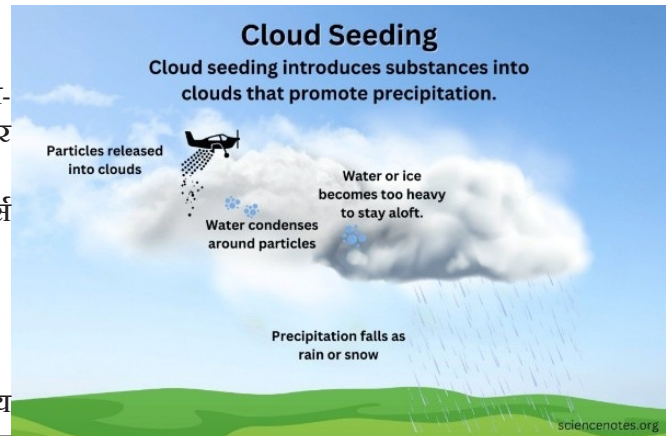 Cloud Seeding
Cloud seeding introduces substances into
clouds that promote precipitation.
Particles released
into clouds
Water condenses
around particles
Water or ice
becomes too heavy
to stay aloft.
Precipitation falls as
rain or snow
sciencenotes.org